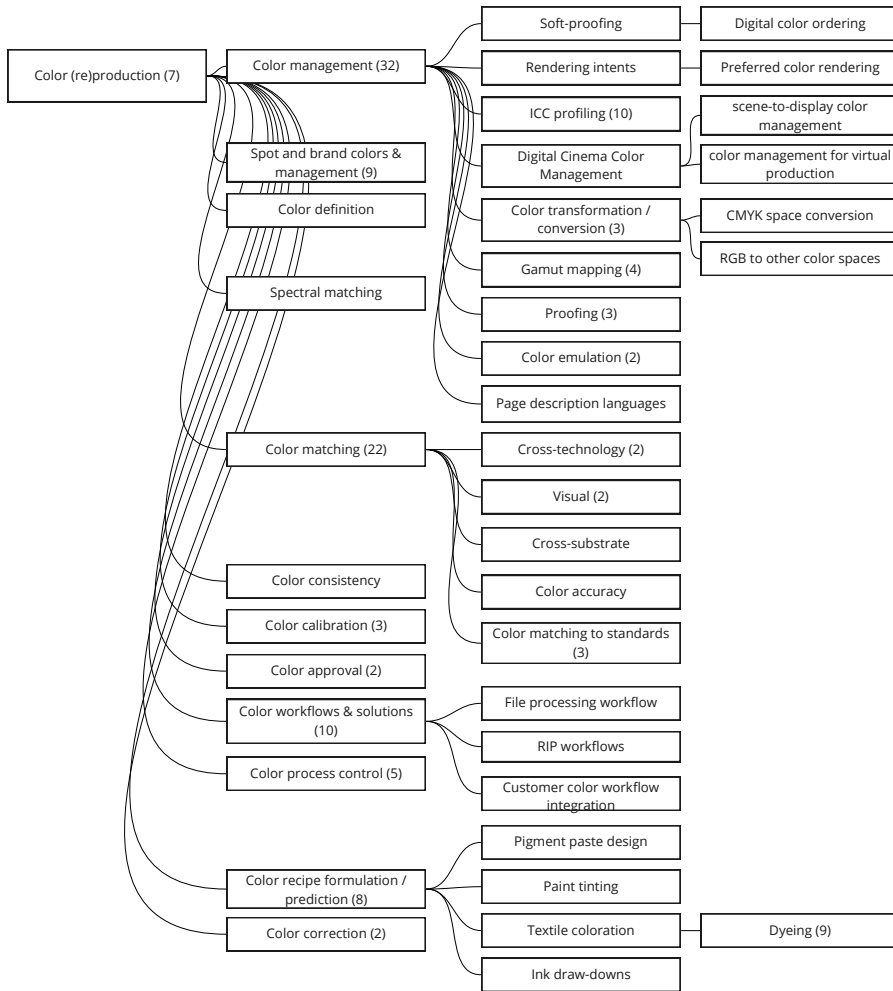 Color (re)production (7)
Color management (32)
Soft-proofing
Digital color ordering
Rendering intents
Preferred color rendering
ICC profiling (10)
Digital Cinema Color
Management
scene-to-display color
management
color management for virtual
production
Color transformation /
conversion (3)
CMYK space conversion
RGB to other color spaces
Gamut mapping (4)
Proofing (3)
Color emulation (2)
Page description languages
Spot and brand colors &
management (9)
Color definition
Spectral matching
Color matching (22)
Cross-technology (2)
Visual (2)
Cross-substrate
Color accuracy
Color matching to standards
(3)
Color consistency
Color calibration (3)
Color approval (2)
Color workflows & solutions
(10)
File processing workflow
RIP workflows
Customer color workflow
integration
Color process control (5)
Color recipe formulation /
prediction (8)
Pigment paste design
Paint tinting
Textile coloration
Dyeing (9)
Ink draw-downs
Color correction (2)